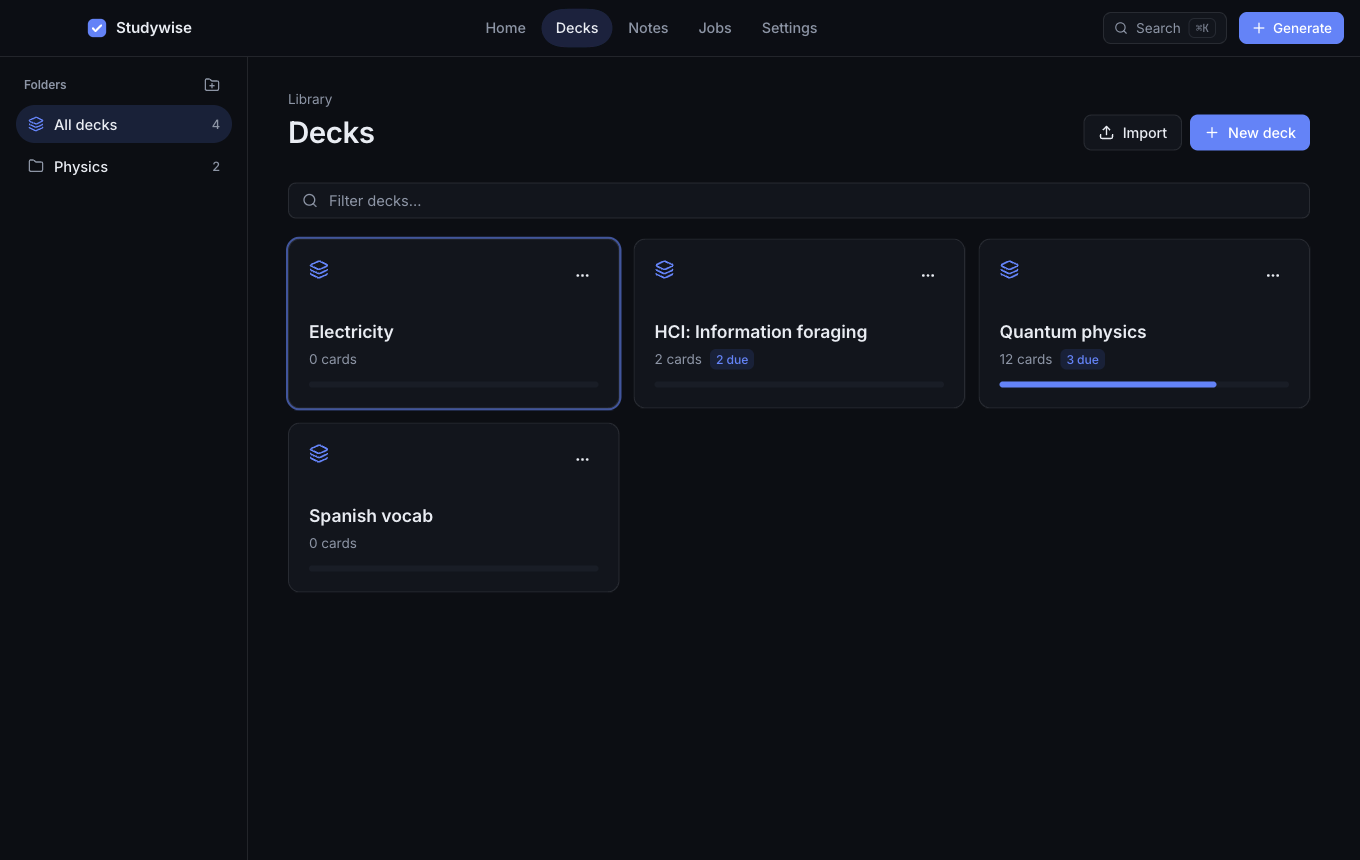 Studywise
Home Decks Notes Jobs Settings
Search ⌘K
Generate
Folders
All decks 4
Physics 2
Library
Decks
Import
New deck
Filter decks...
Electricity
0 cards
HCI: Information foraging
2 cards 2 due
Quantum physics
12 cards 3 due
Spanish vocab
0 cards